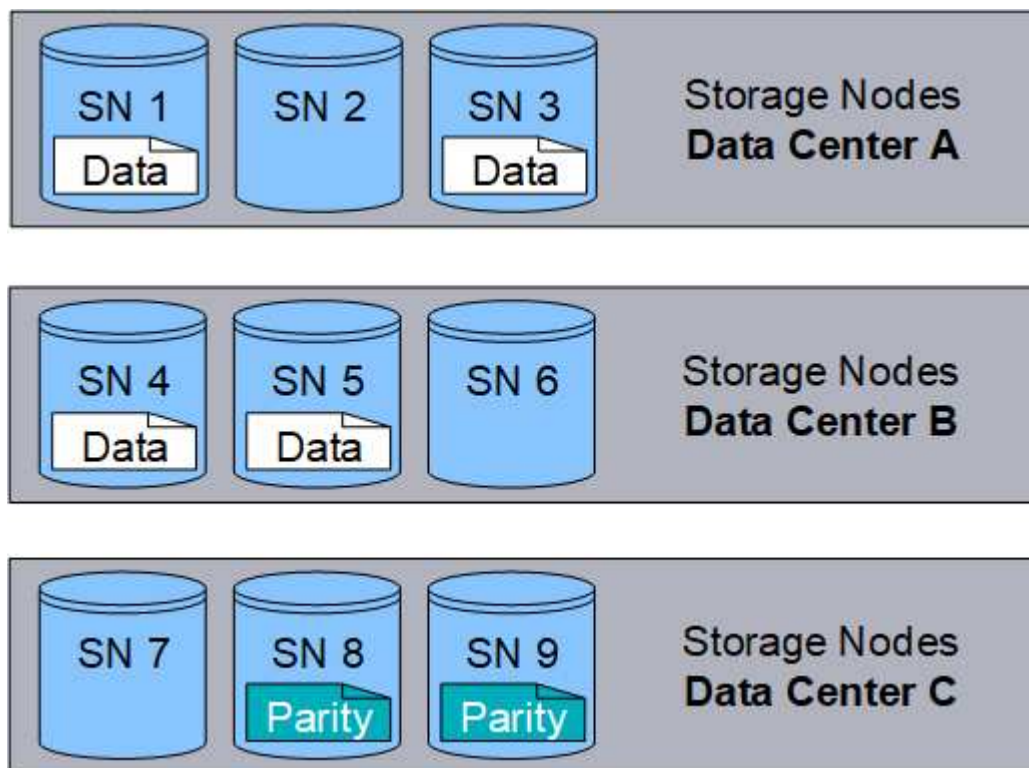 SN 1
SN 2
SN 3
Data
Data
Storage Nodes
Data Center A
SN 4
SN 5
SN 6
Data
Data
Storage Nodes
Data Center B
SN 7
SN 8
SN 9
Parity
Parity
Storage Nodes
Data Center C